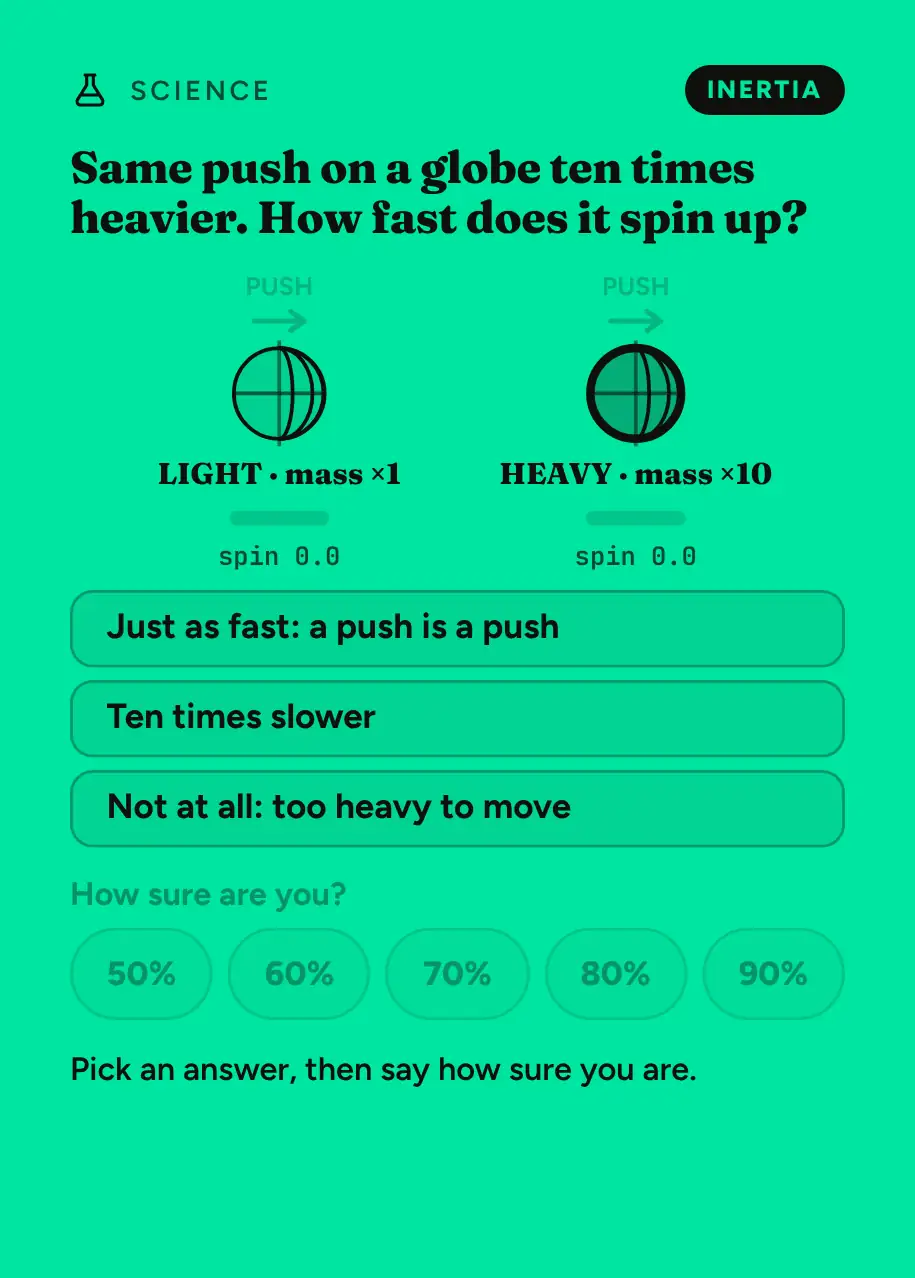 SCIENCE
INERTIA
Same push on a globe ten times
heavier. How fast does it spin up?
PUSH
PUSH
LIGHT · mass ×1
HEAVY · mass ×10
spin 0.0
spin 0.0
Just as fast: a push is a push
Ten times slower
Not at all: too heavy to move
How sure are you?
50%
60%
70%
80%
90%
Pick an answer, then say how sure you are.